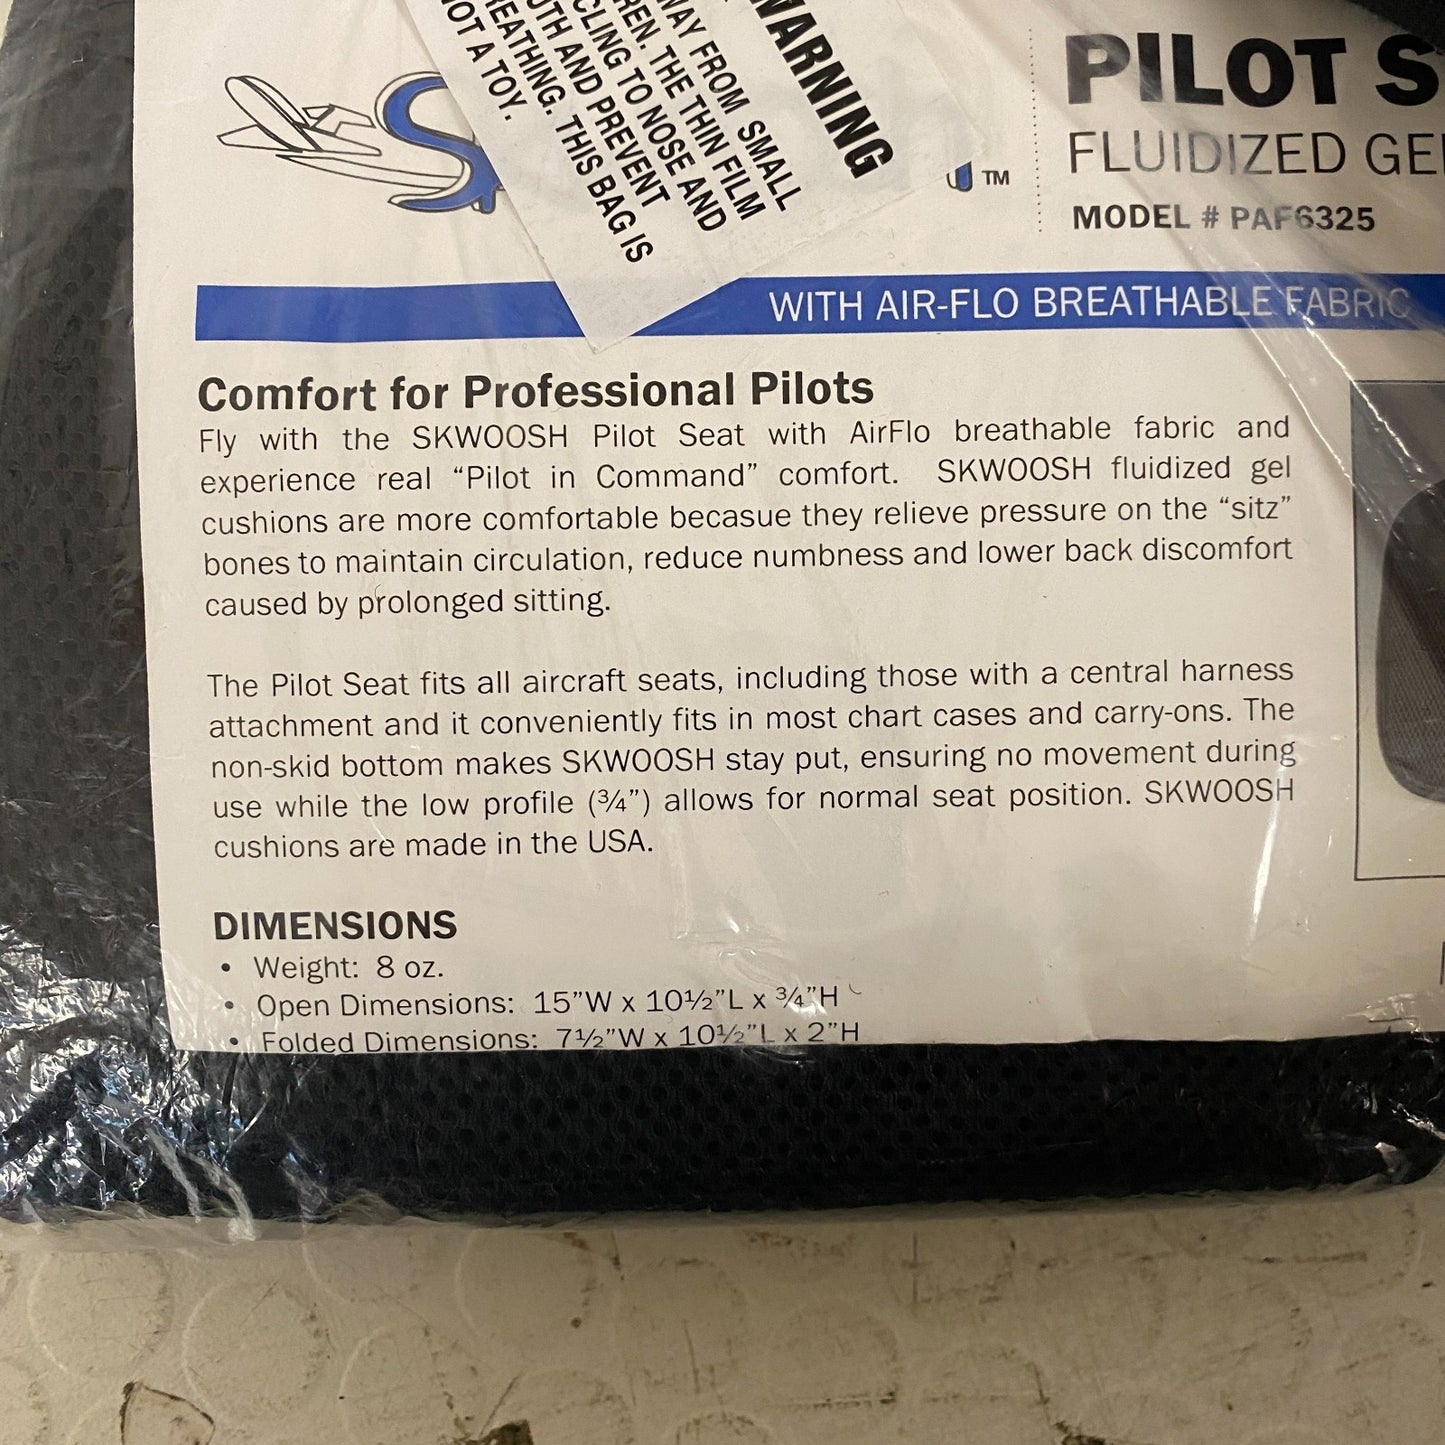 WARNING
WAY FROM SMALL
REN. THE THIN FILM
CLING TO NOSE AND
UTH AND PREVENT
REATHING. THIS BAG IS
NOT A TOY.
S
TM
PILOT S
FLUIDIZED GE
MODEL # PAF6325
WITH AIR-FLO BREATHABLE FABRIC
Comfort for Professional Pilots
Fly with the SKWOOSH Pilot Seat with AirFlo breathable fabric and
experience real “Pilot in Command” comfort. SKWOOSH fluidized gel
cushions are more comfortable becasue they relieve pressure on the “sitz”
bones to maintain circulation, reduce numbness and lower back discomfort
caused by prolonged sitting.
The Pilot Seat fits all aircraft seats, including those with a central harness
attachment and it conveniently fits in most chart cases and carry-ons. The
non-skid bottom makes SKWOOSH stay put, ensuring no movement during
use while the low profile (¾”) allows for normal seat position. SKWOOSH
cushions are made in the USA.
DIMENSIONS
• Weight: 8 oz.
• Open Dimensions: 15”W x 10½”L x ¾”H
• Folded Dimensions: 7½”W x 10½”L x 2”H